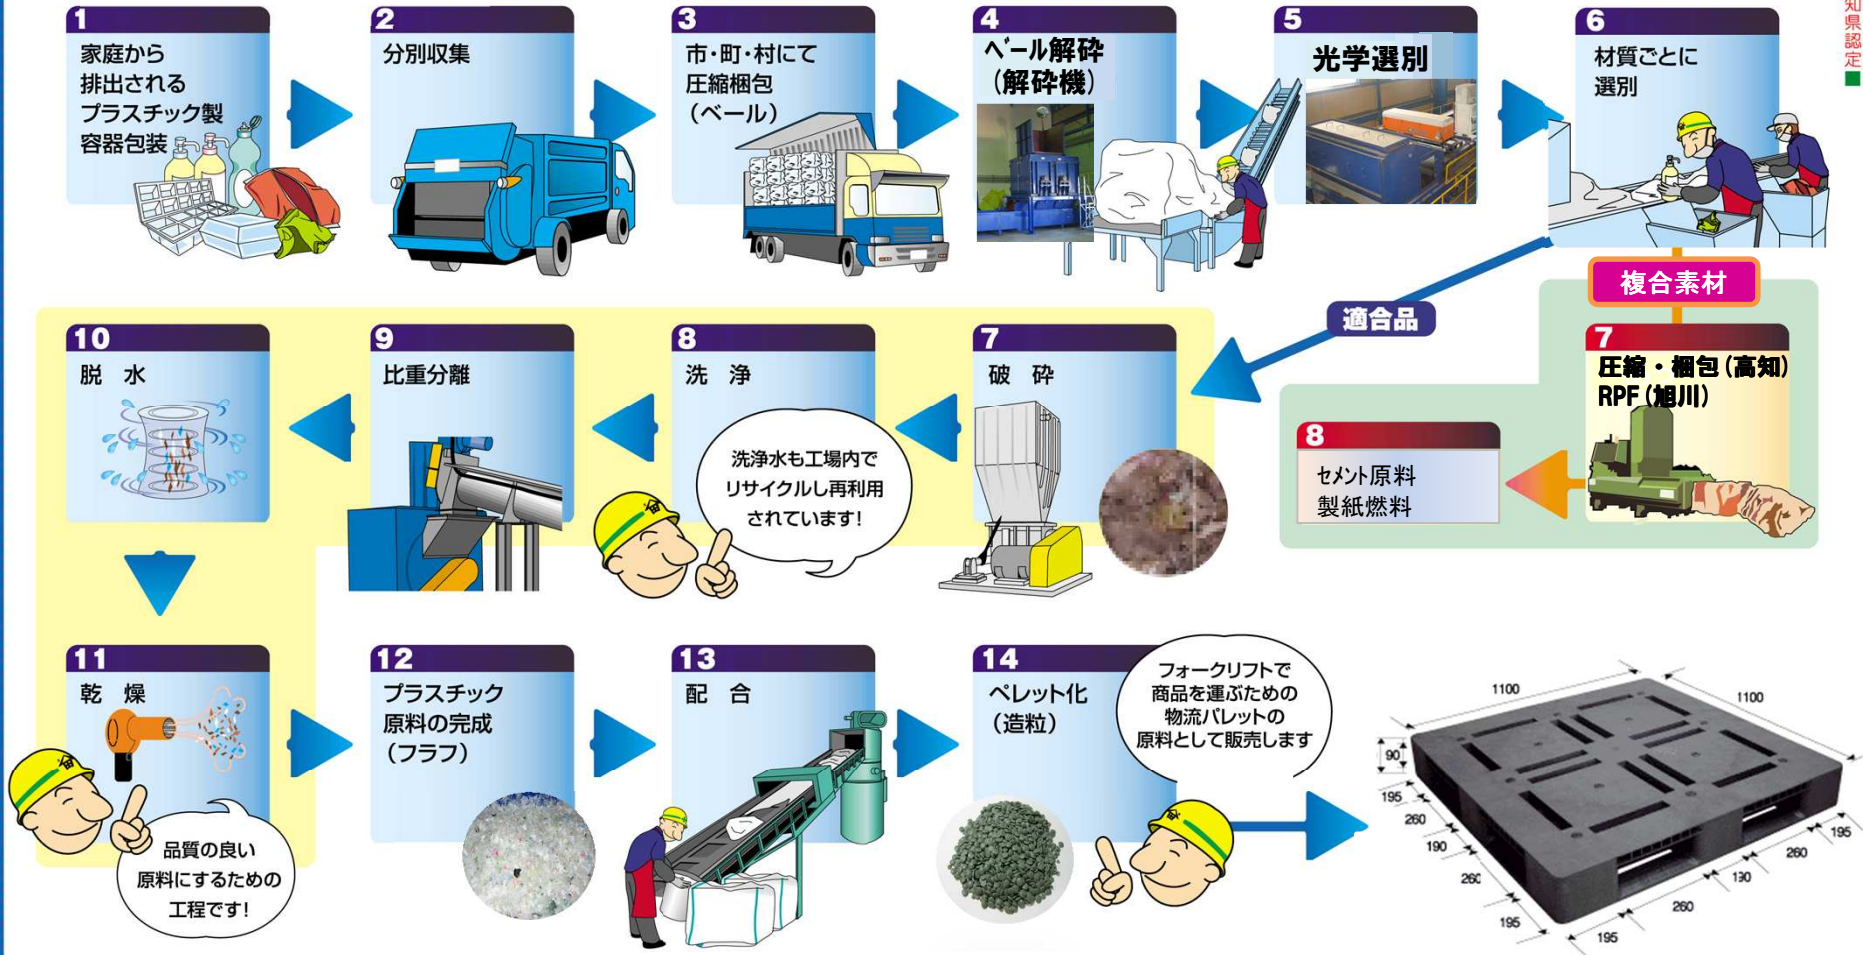 1
家庭から
排出される
プラスチック製
容器包装
2
分別収集
3
市・町・村にて
圧縮梱包
（ベール）
4
ベール解砕
(解砕機)
5
光学選別
6
材質ごとに
選別
知県認定■
複合素材
適合品
7
圧縮・梱包(高知)
RPF(旭川)
8
セメント原料
製紙燃料
7
破 砕
8
洗 浄
洗浄水も工場内で
リサイクルし再利用
されています!
9
比重分離
10
脱 水
11
乾 燥
品質の良い
原料にするための
工程です!
12
プラスチック
原料の完成
（フラフ）
13
配 合
14
ペレット化
（造粒）
フォークリフトで
商品を運ぶための
物流パレットの
原料として販売します
1100
1100
90
195
260
190
260
195
195
260
190
260
195